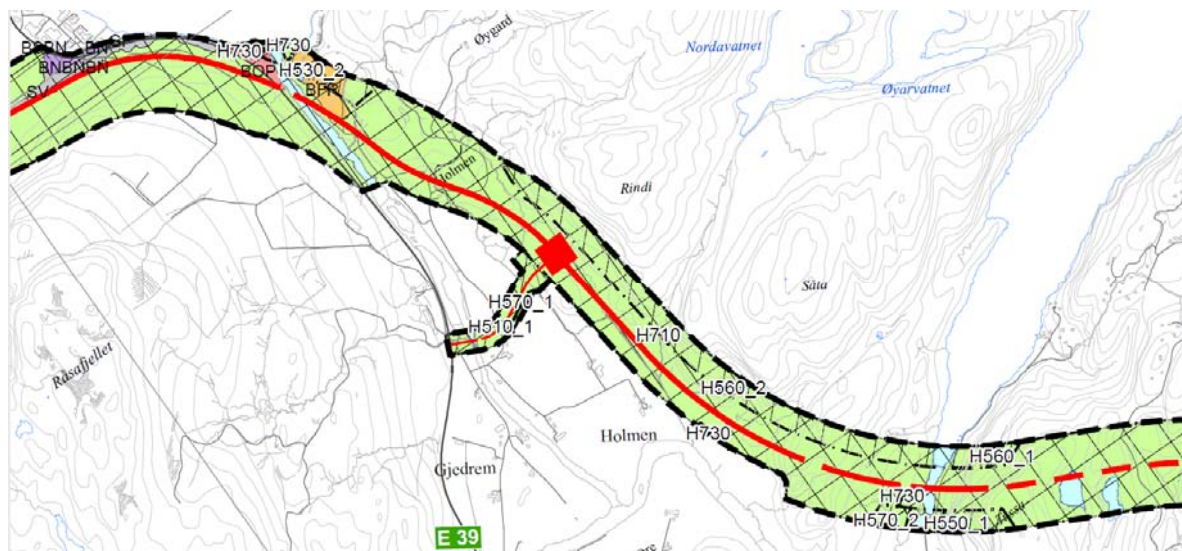 Øygard
Nordavatnet
Øyarvatnet
H730
H730
BOP
H530_2
BFR
SV
Holmen
Rindi
Såta
H570_1
H510_1
H710
Råsafjellet
H560_2
Holmen
H730
Gjedrem
H560_1
H730
H570_2
H550_1
E 39